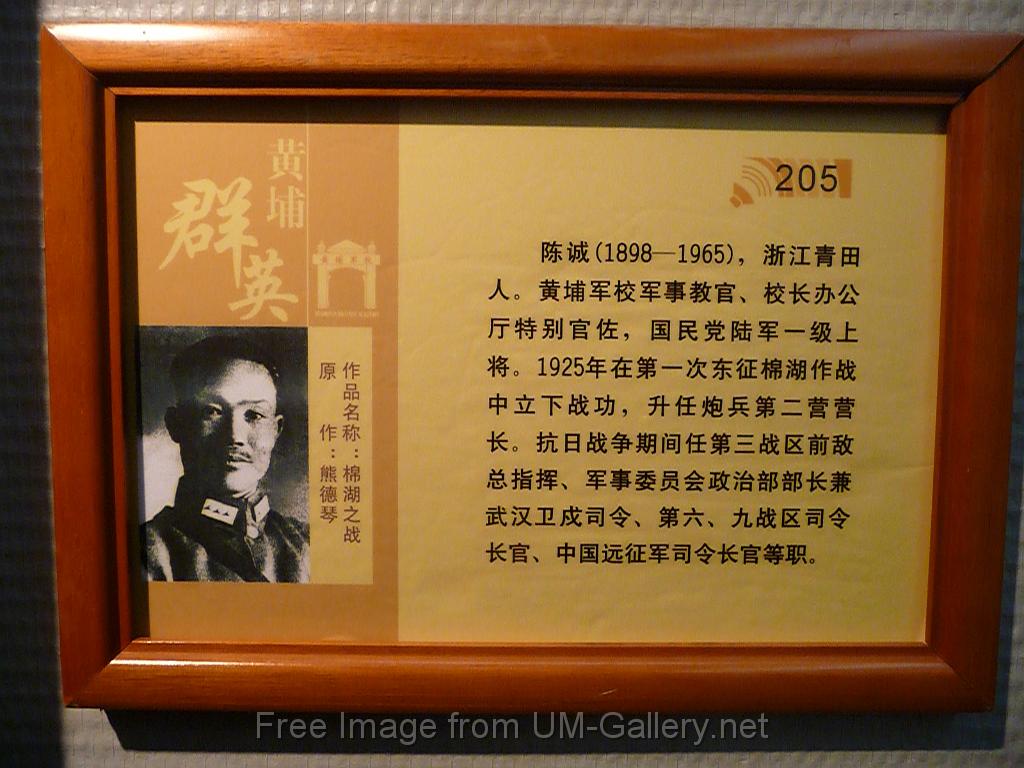 黄埔
群英
作品名称：棉湖之战
原　作：熊德琴
205
陈诚(1898—1965)，浙江青田
人。黄埔军校军事教官、校长办公
厅特别官佐，国民党陆军一级上
将。1925年在第一次东征棉湖作战
中立下战功，升任炮兵第二营营
长。抗日战争期间任第三战区前敌
总指挥、军事委员会政治部部长兼
武汉卫戍司令、第六、九战区司令
长官、中国远征军司令长官等职。
Free Image from UM-Gallery.net